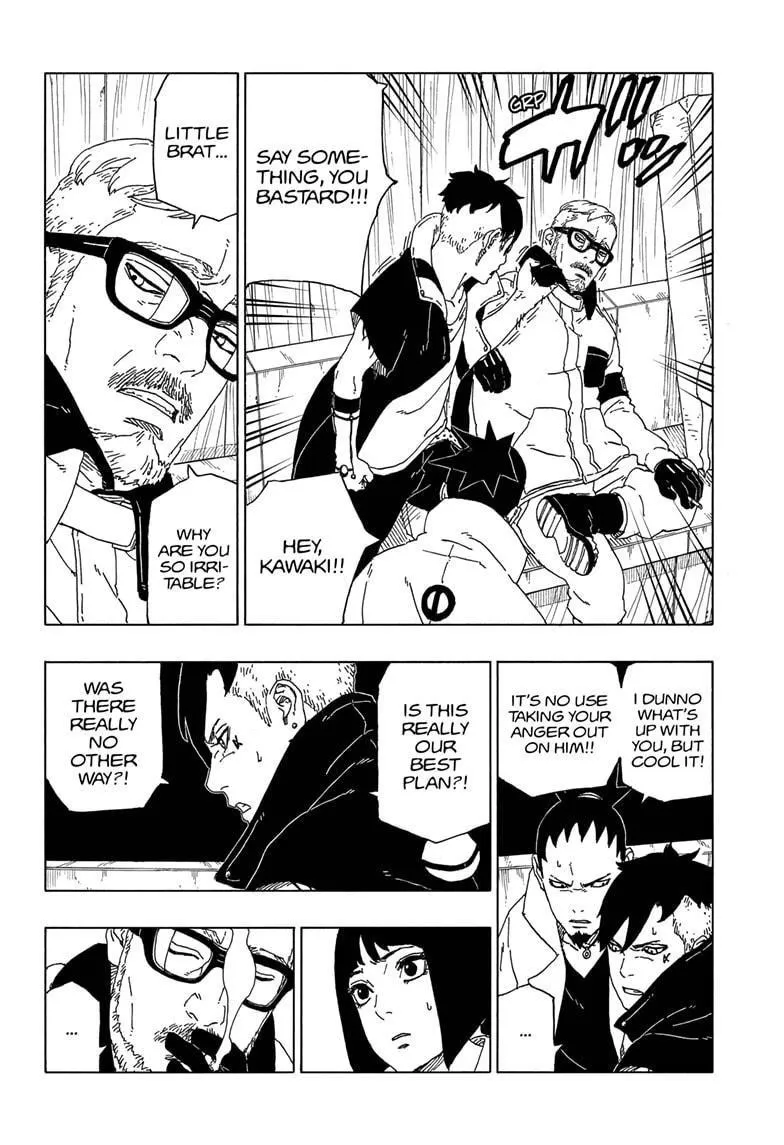 GRP
ガッ
SAY SOME-
THING, YOU
BASTARD!!!
HEY,
KAWAKI!!
LITTLE
BRAT...
WHY
ARE YOU
SO IRRI-
TABLE?
I DUNNO
WHAT'S
UP WITH
YOU, BUT
COOL IT!
IT'S NO USE
TAKING YOUR
ANGER OUT
ON HIM!!
...
IS THIS
REALLY
OUR
BEST
PLAN?!
WAS
THERE
REALLY
NO
OTHER
WAY?!
...